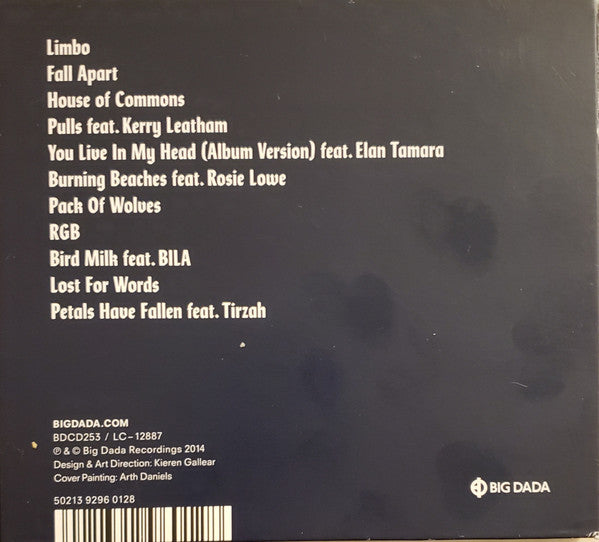 Limbo
Fall Apart
House of Commons
Pulls feat. Kerry Leatham
You Live In My Head (Album Version) feat. Elan Tamara
Burning Beaches feat. Rosie Lowe
Pack Of Wolves
RGB
Bird Milk feat. BILA
Lost For Words
Petals Have Fallen feat. Tirzah
BIGDADA.COM
BDCD253 / LC-12887
℗ & © Big Dada Recordings 2014
Design & Art Direction: Kieren Gallear
Cover Painting: Arth Daniels
BIG DADA
50213 9296 0128